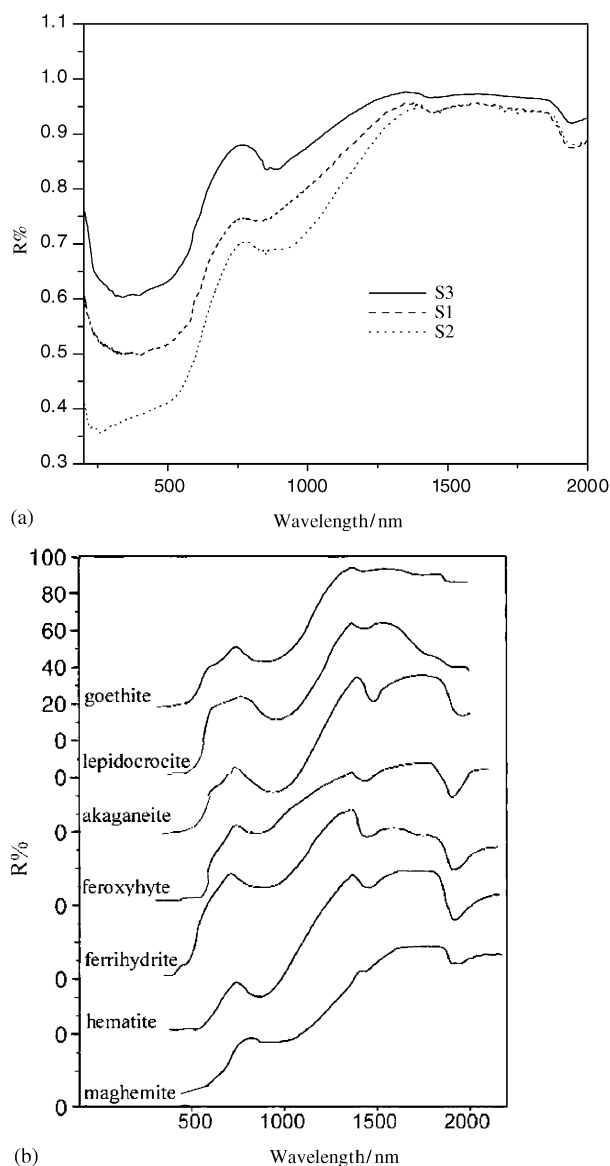 1.1
1.0
0.9
0.8
0.7
0.6
0.5
0.4
0.3
R%
S3
S1
S2
500
1000
1500
2000
Wavelength/nm
(a)
100
80
60
40
20
0
0
0
0
0
0
0
R%
goethite
lepidocrocite
akaganeite
feroxyhyte
ferrihydrite
hematite
maghemite
500
1000
1500
2000
Wavelength/nm
(b)